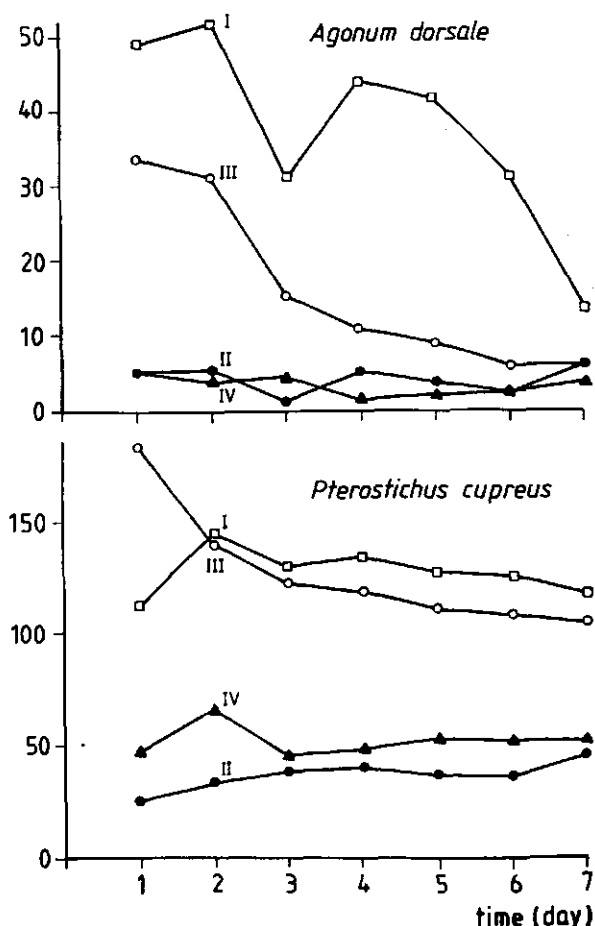 Agonum dorsale
50
40
30
20
10
0
I
III
II
IV
Pterostichus cupreus
150
100
50
0
I
III
IV
II
1 2 3 4 5 6 7
time (day)